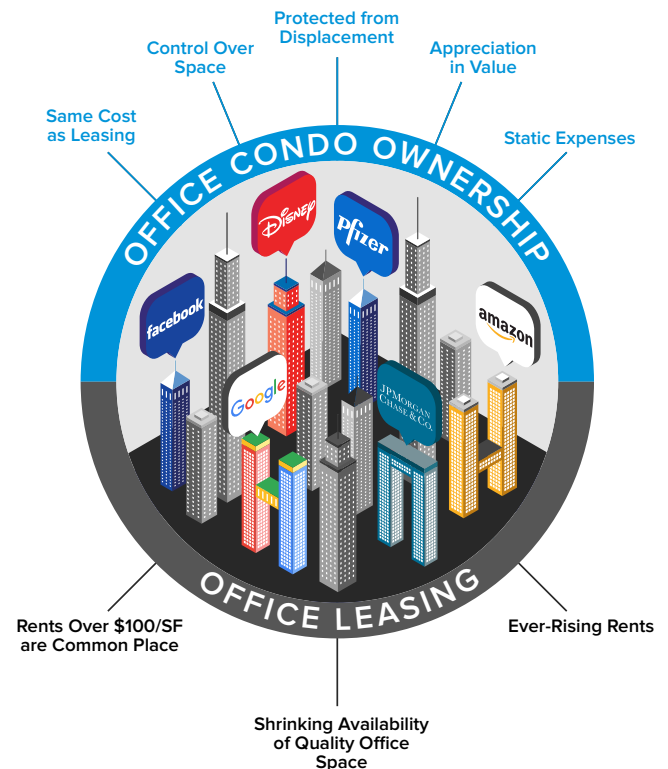 Protected from
Displacement
Control Over
Space
Appreciation
in Value
Same Cost
as Leasing
Static Expenses
OFFICE CONDO OWNERSHIP
Disney
Pfizer
facebook
amazon
Google
JPMORGAN
CHASE & CO.
OFFICE LEASING
Rents Over $100/SF
are Common Place
Ever-Rising Rents
Shrinking Availability
of Quality Office
Space